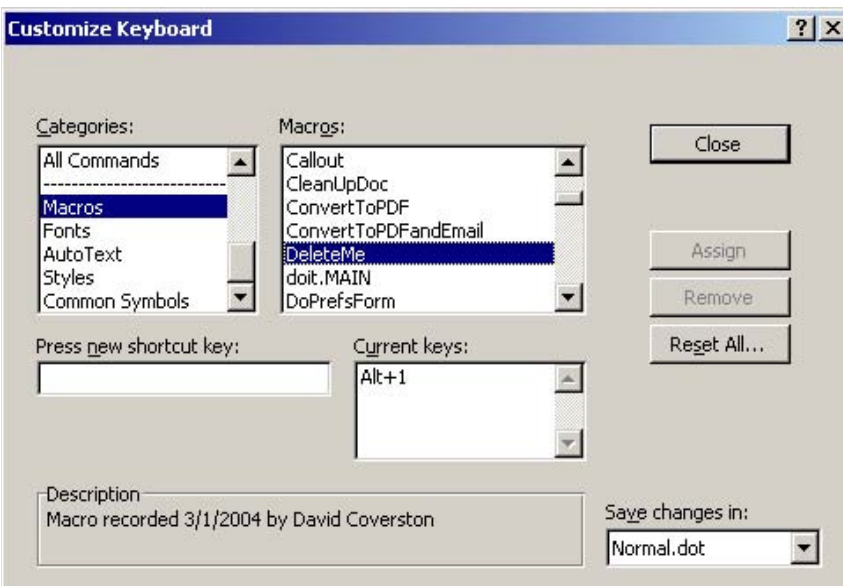 Customize Keyboard
Categories:
All Commands
Macros
Fonts
AutoText
Styles
Common Symbols
Macros:
Callout
CleanUpDoc
ConvertToPDF
ConvertToPDFandEmail
DeleteMe
doit.MAIN
DoPrefsForm
Close
Assign
Remove
Reset All...
Press new shortcut key:
Current keys:
Alt+1
Description
Macro recorded 3/1/2004 by David Coverston
Save changes in:
Normal.dot